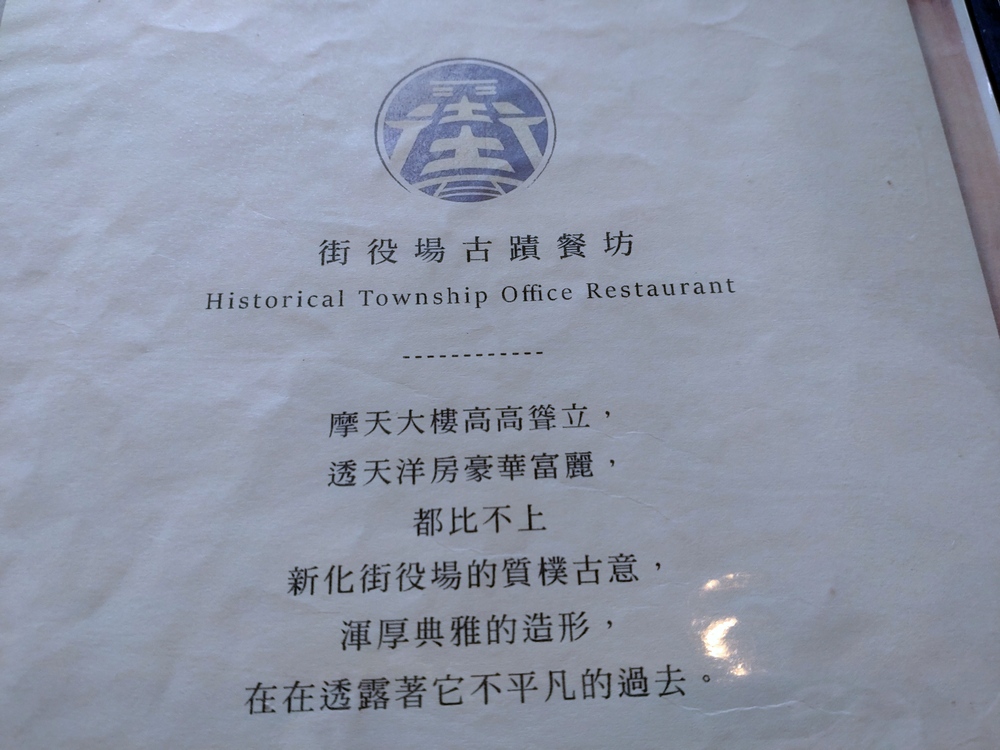 街
街役場古蹟餐坊
Historical Township Office Restaurant
------------
摩天大樓高高聳立，
透天洋房豪華富麗，
都比不上
新化街役場的質樸古意，
渾厚典雅的造形，
在在透露著它不平凡的過去。